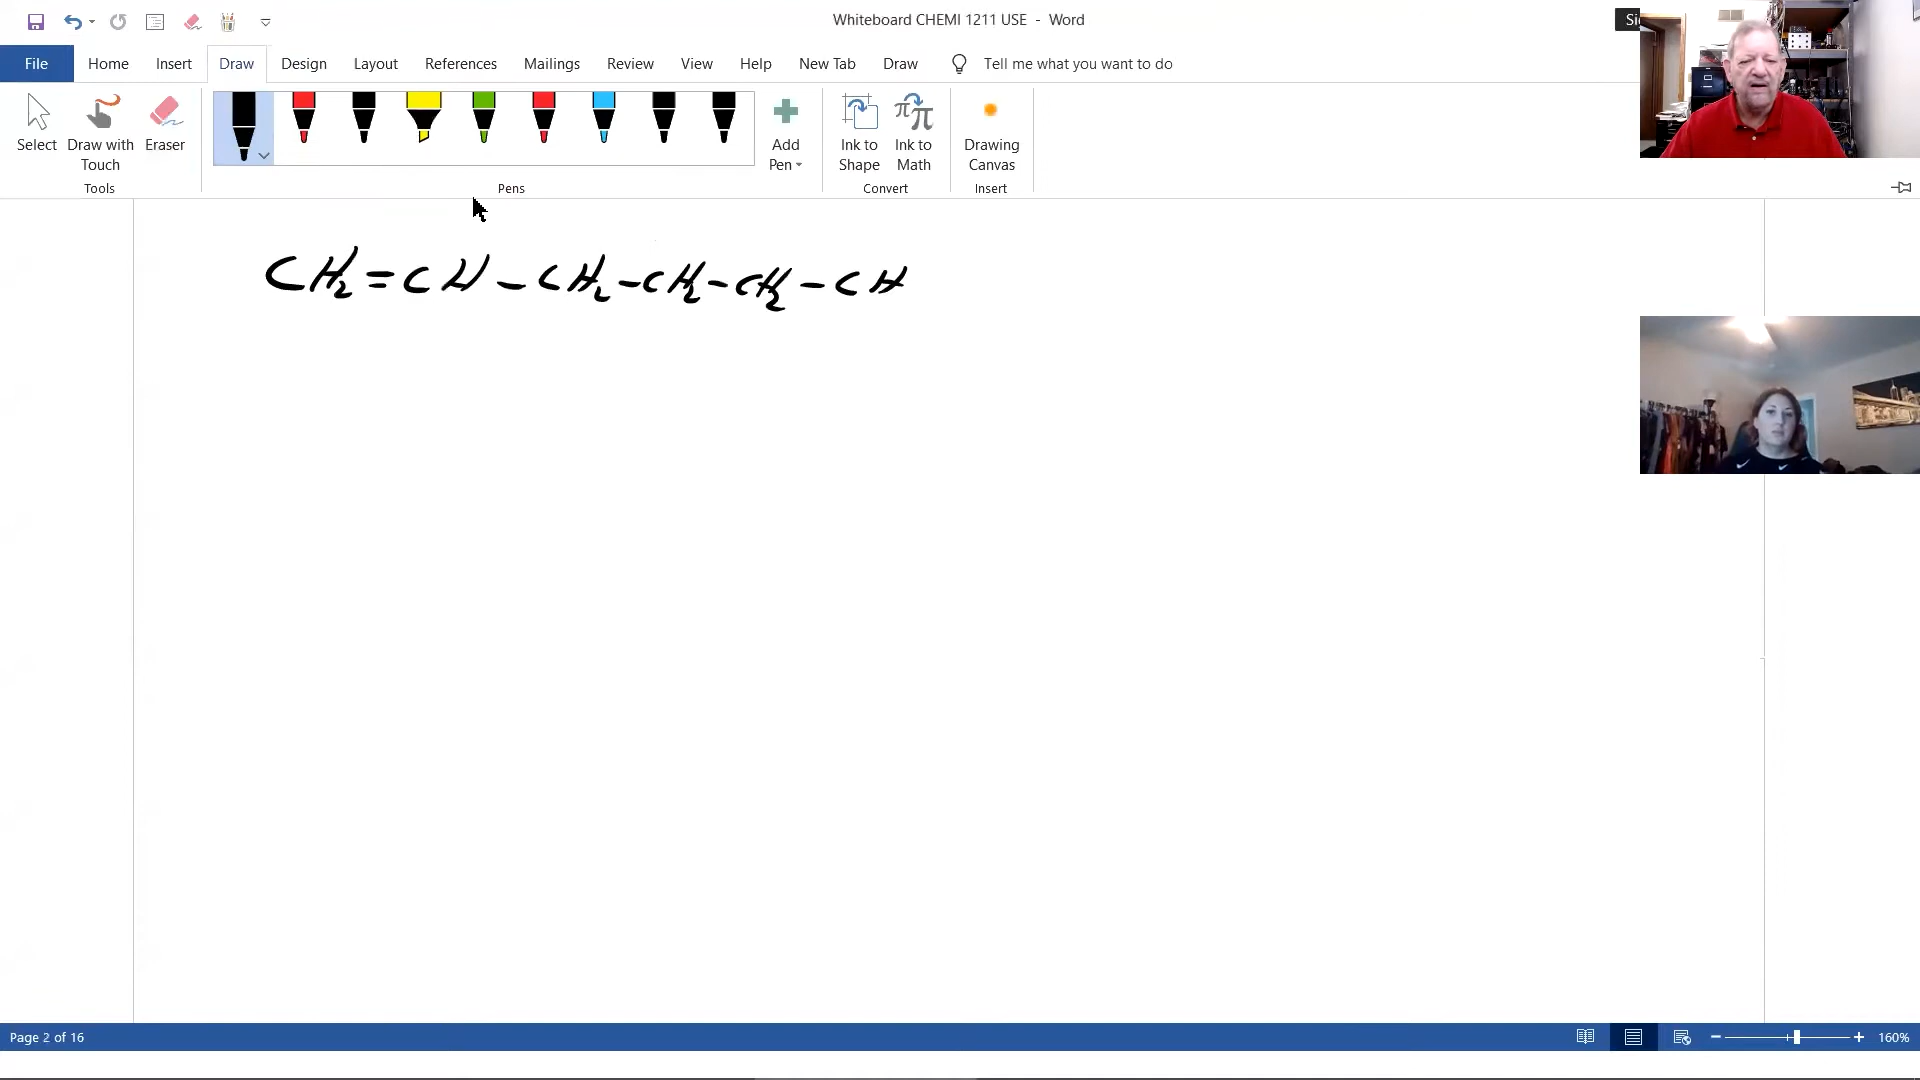 Whiteboard CHEMI 1211 USE - Word
File Home Insert Draw Design Layout References Mailings Review View Help New Tab Draw Tell me what you want to do
Select Draw with Touch Eraser Add Pen Ink to Shape Ink to Math Drawing Canvas
Tools Pens Convert Insert
CH₂=CH-CH₂-CH₂-CH₂-CH
Page 2 of 16 160%